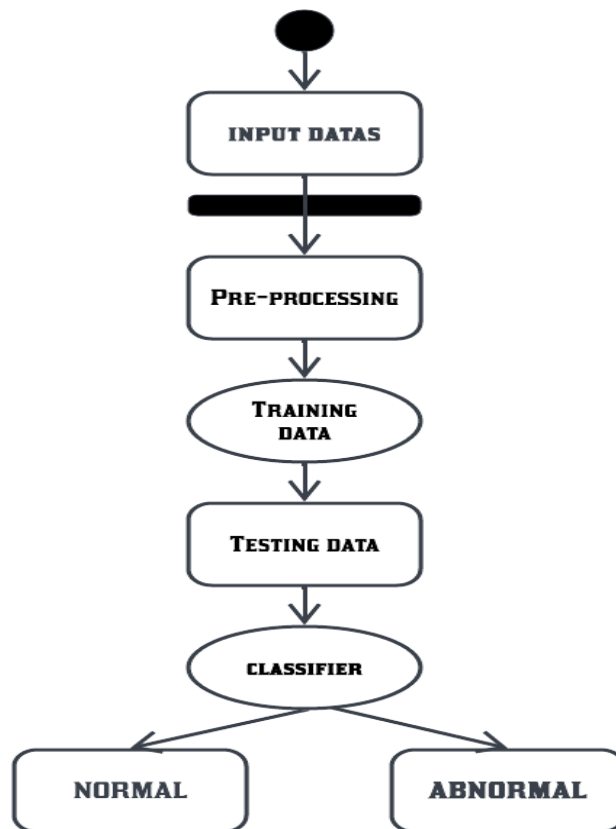 INPUT DATAS
PRE-PROCESSING
TRAINING
DATA
TESTING DATA
CLASSIFIER
NORMAL
ABNORMAL